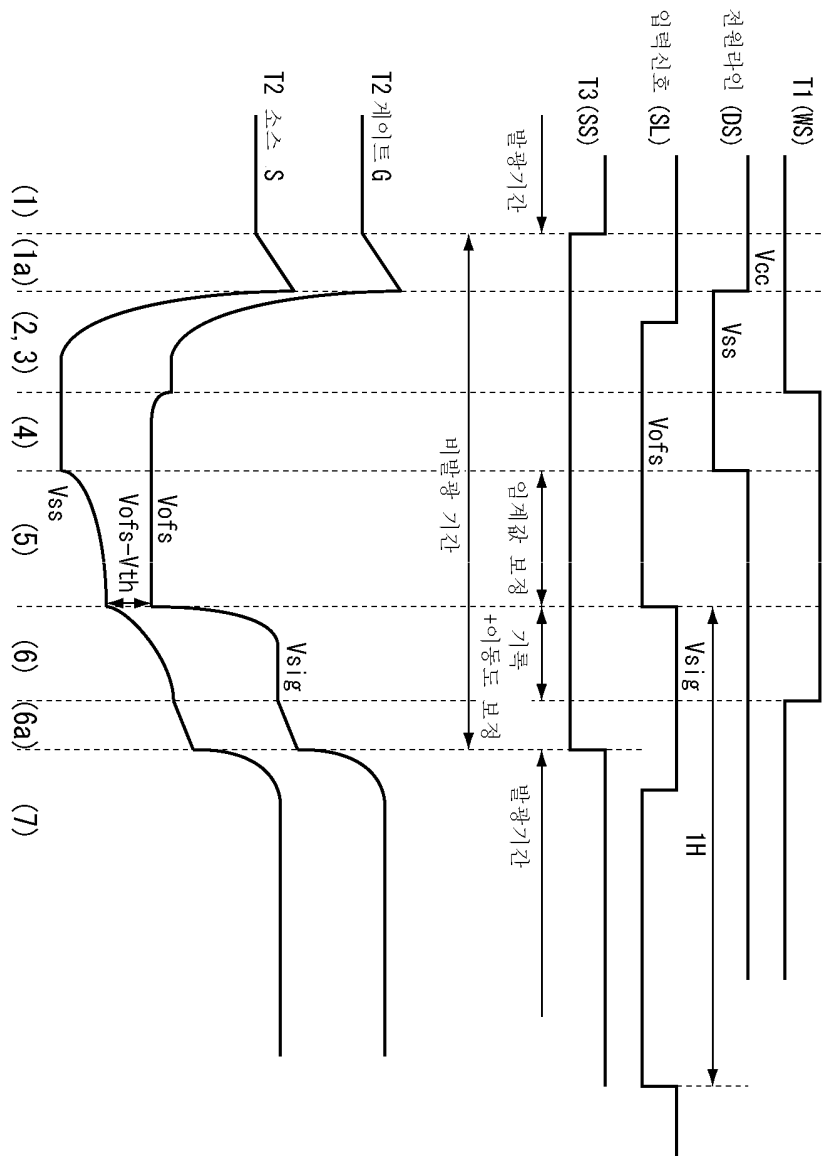 T1(WS)
전원라인 (DS)
Vcc
Vss
입력신호 (SL)
Vofs
Vsig
1H
T3(SS)
발광기간
비발광 기간
임계값 보정
기록
+이동도 보정
발광기간
T2 게이트 G
Vofs
Vsig
T2 소스 S
Vss
Vofs-Vth
(1)
(1a)
(2, 3)
(4)
(5)
(6)
(6a)
(7)